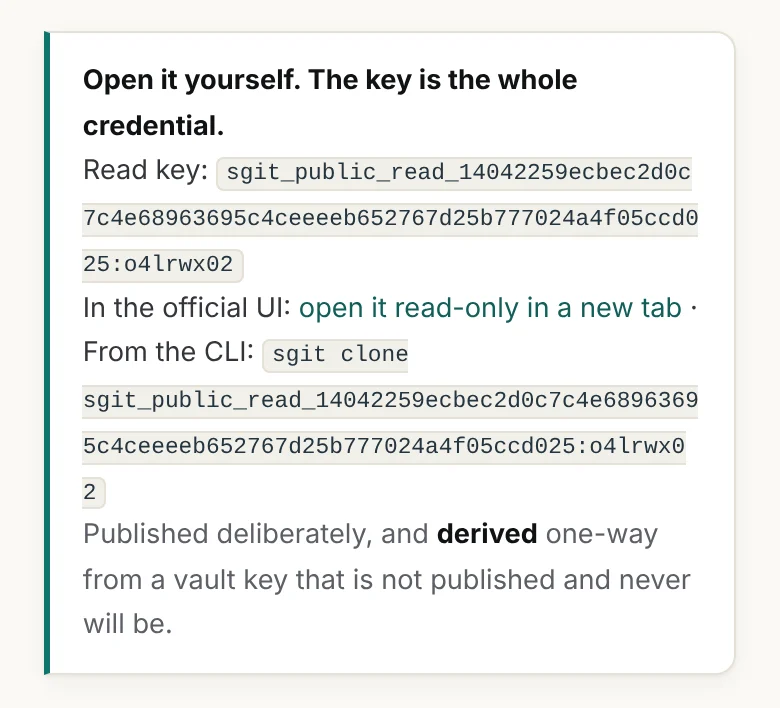 Open it yourself. The key is the whole
credential.
Read key: sgit_public_read_14042259ecbec2d0c
7c4e68963695c4ceeeeb652767d25b777024a4f05ccd0
25:o4lrwx02
In the official UI: open it read-only in a new tab ·
From the CLI: sgit clone
sgit_public_read_14042259ecbec2d0c7c4e6896369
5c4ceeeeb652767d25b777024a4f05ccd025:o4lrwx0
2
Published deliberately, and derived one-way
from a vault key that is not published and never
will be.